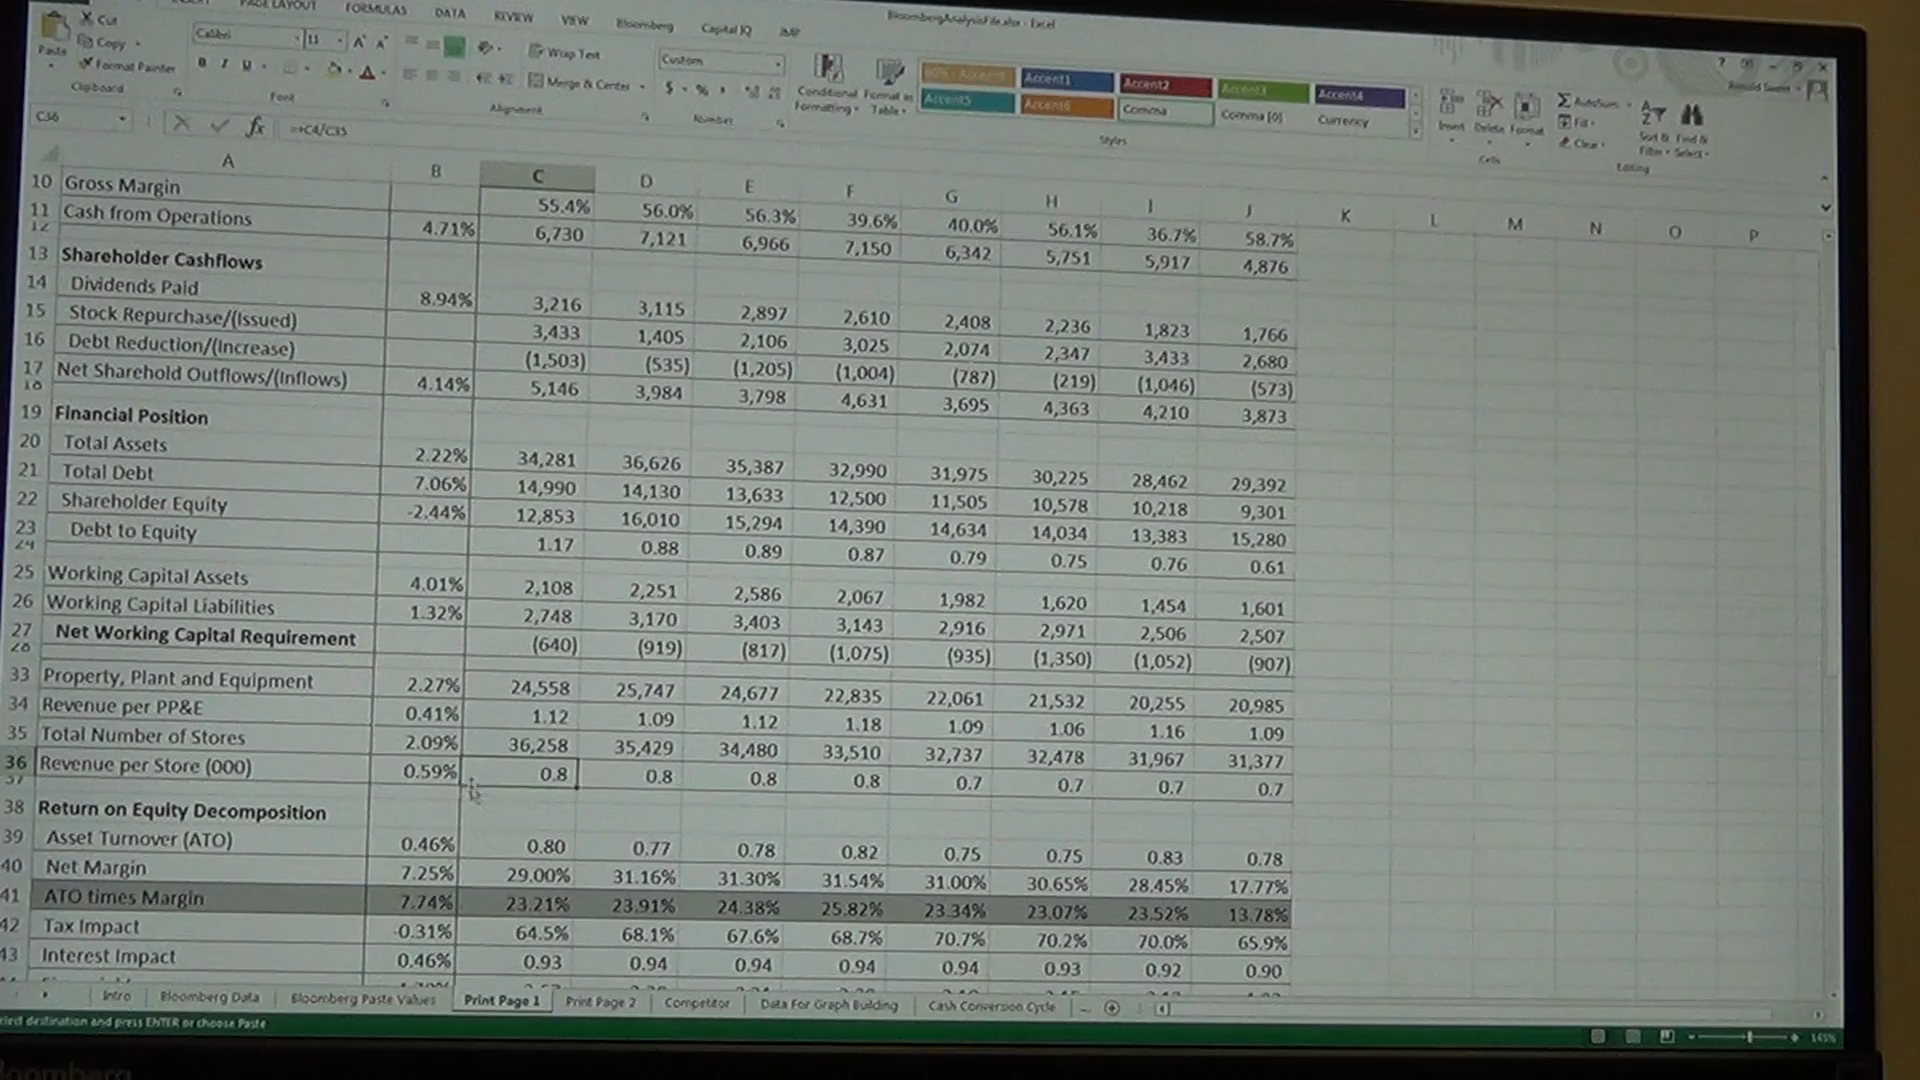 PAGE LAYOUT FORMULAS DATA REVIEW VIEW Bloomberg Capital IQ
BloombergAnalysisFile.xlsx - Excel
Cut
Copy
Format Painter
Paste
Clipboard
Calibri 11
B I U
Font
Wrap Text
Merge & Center
Alignment
Custom
$ % ,
Number
Conditional Formatting
Format as Table
Accent1 Accent2 Accent3 Accent4
Accent5 Accent6 Comma Comma [0] Currency
Styles
Insert Delete Format
Cells
AutoSum
Fill
Clear
Sort & Filter
Find & Select
Editing
C36 fx =+C4/C35
A B C D E F G H I J K L M N O P
10 Gross Margin 55.4% 56.0% 56.3% 39.6% 40.0% 56.1% 36.7% 58.7%
11 Cash from Operations 4.71% 6,730 7,121 6,966 7,150 6,342 5,751 5,917 4,876
12
13 Shareholder Cashflows
14 Dividends Paid 8.94% 3,216 3,115 2,897 2,610 2,408 2,236 1,823 1,766
15 Stock Repurchase/(Issued) 3,433 1,405 2,106 3,025 2,074 2,347 3,433 2,680
16 Debt Reduction/(Increase) (1,503) (535) (1,205) (1,004) (787) (219) (1,046) (573)
17 Net Sharehold Outflows/(Inflows) 4.14% 5,146 3,984 3,798 4,631 3,695 4,363 4,210 3,873
18
19 Financial Position
20 Total Assets 2.22% 34,281 36,626 35,387 32,990 31,975 30,225 28,462 29,392
21 Total Debt 7.06% 14,990 14,130 13,633 12,500 11,505 10,578 10,218 9,301
22 Shareholder Equity -2.44% 12,853 16,010 15,294 14,390 14,634 14,034 13,383 15,280
23 Debt to Equity 1.17 0.88 0.89 0.87 0.79 0.75 0.76 0.61
24
25 Working Capital Assets 4.01% 2,108 2,251 2,586 2,067 1,982 1,620 1,454 1,601
26 Working Capital Liabilities 1.32% 2,748 3,170 3,403 3,143 2,916 2,971 2,506 2,507
27 Net Working Capital Requirement (640) (919) (817) (1,075) (935) (1,350) (1,052) (907)
28
33 Property, Plant and Equipment 2.27% 24,558 25,747 24,677 22,835 22,061 21,532 20,255 20,985
34 Revenue per PP&E 0.41% 1.12 1.09 1.12 1.18 1.09 1.06 1.16 1.09
35 Total Number of Stores 2.09% 36,258 35,429 34,480 33,510 32,737 32,478 31,967 31,377
36 Revenue per Store (000) 0.59% 0.8 0.8 0.8 0.8 0.7 0.7 0.7 0.7
37
38 Return on Equity Decomposition
39 Asset Turnover (ATO) 0.46% 0.80 0.77 0.78 0.82 0.75 0.75 0.83 0.78
40 Net Margin 7.25% 29.00% 31.16% 31.30% 31.54% 31.00% 30.65% 28.45% 17.77%
41 ATO times Margin 7.74% 23.21% 23.91% 24.38% 25.82% 23.34% 23.07% 23.52% 13.78%
42 Tax Impact -0.31% 64.5% 68.1% 67.6% 68.7% 70.7% 70.2% 70.0% 65.9%
43 Interest Impact 0.46% 0.93 0.94 0.94 0.94 0.94 0.93 0.92 0.90
Intro Bloomberg Data Bloomberg Paste Values Print Page 1 Print Page 2 Competitor Data For Graph Building Cash Conversion Cycle ...
destination and press ENTER or choose Paste
145%